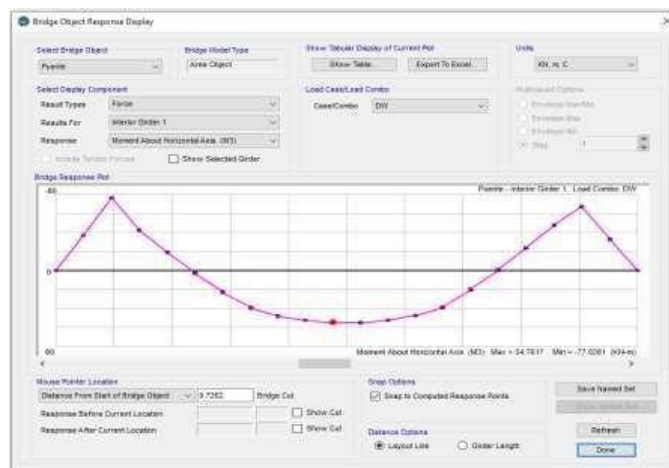 Bridge Object Response Display
Select Bridge Object
Puente
Bridge Model Type
Area Object
Show Tabular Display of Current Plot
Show Table...
Export To Excel...
Units
KN, m, C
Select Display Component
Result Types Force
Results For Interior Girder 1
Response Moment About Horizontal Axis (M3)
Include Tendon Forces
Show Selected Girder
Load Case/Load Combo
Case/Combo DW
Multivalued Options
Envelope Max/Min
Envelope Max
Envelope Min
Step 1
Bridge Response Plot
-80.
Puente - Interior Girder 1, Load Combo: DW
0
80.
Moment About Horizontal Axis (M3) Max = 54.7617 Min = -77.0261 (KN-m)
Mouse Pointer Location
Distance From Start of Bridge Object 9.7262 Bridge Cut
Response Before Current Location
Show Cut
Response After Current Location
Show Cut
Snap Options
Snap to Computed Response Points
Distance Options
Layout Line
Girder Length
Save Named Set
Refresh
Done